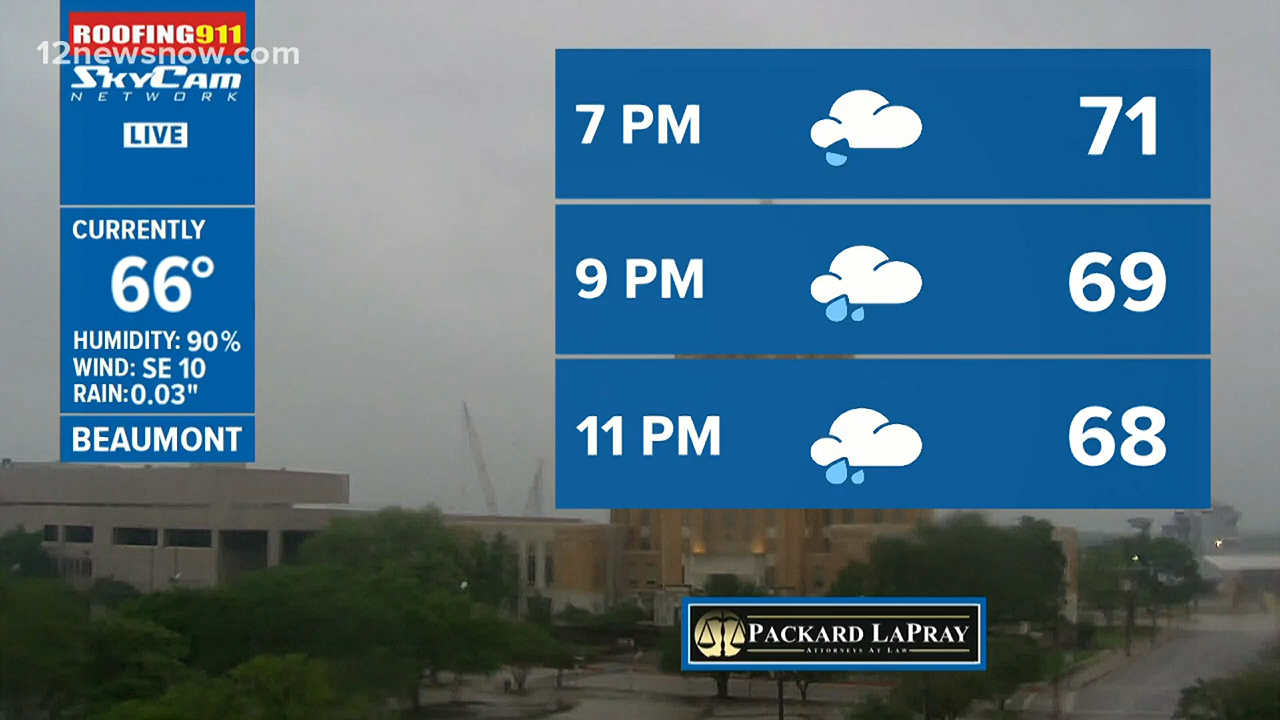 ROOFING911
12newsnow.com
SKYCAM
NETWORK
LIVE
CURRENTLY
66°
HUMIDITY: 90%
WIND: SE 10
RAIN:0.03"
BEAUMONT
7 PM 71
9 PM 69
11 PM 68
PACKARD LAPRAY
ATTORNEYS AT LAW